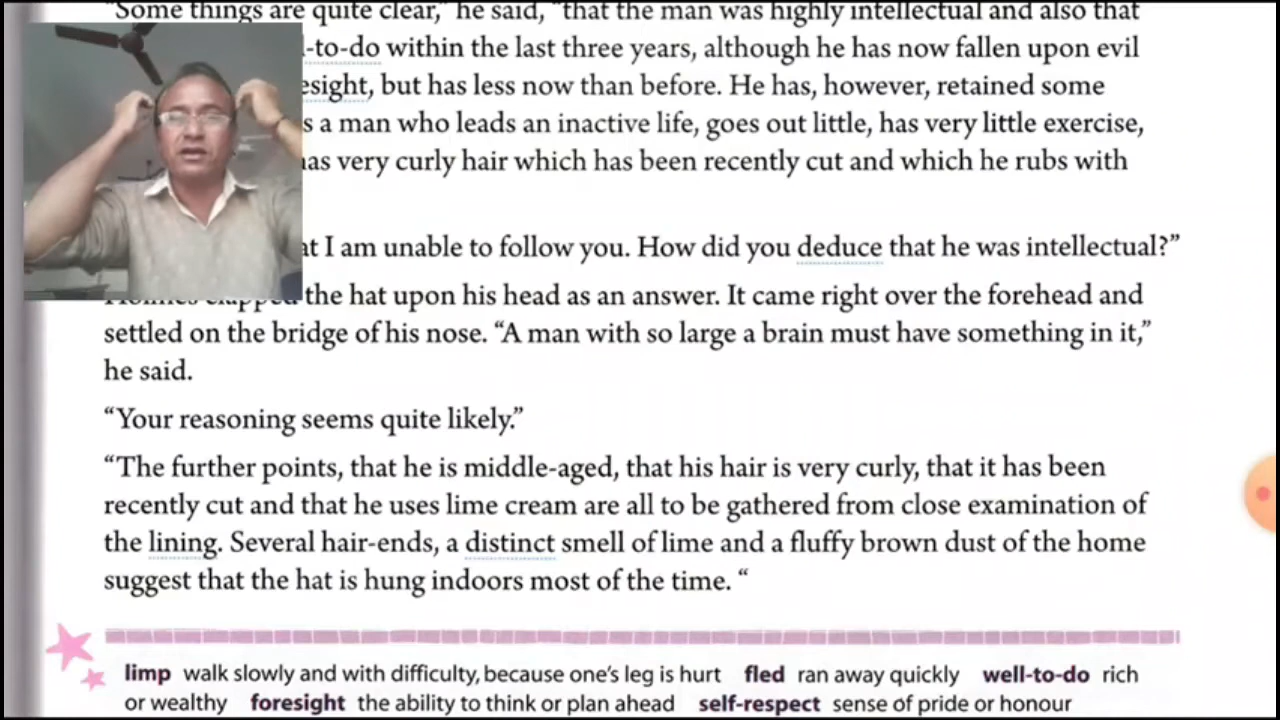 "Some things are quite clear," he said, "that the man was highly intellectual and also that
-to-do within the last three years, although he has now fallen upon evil
esight, but has less now than before. He has, however, retained some
s a man who leads an inactive life, goes out little, has very little exercise,
as very curly hair which has been recently cut and which he rubs with
at I am unable to follow you. How did you deduce that he was intellectual?”
Holmes clapped the hat upon his head as an answer. It came right over the forehead and
settled on the bridge of his nose. “A man with so large a brain must have something in it,”
he said.
“Your reasoning seems quite likely.”
“The further points, that he is middle-aged, that his hair is very curly, that it has been
recently cut and that he uses lime cream are all to be gathered from close examination of
the lining. Several hair-ends, a distinct smell of lime and a fluffy brown dust of the home
suggest that the hat is hung indoors most of the time. “
limp walk slowly and with difficulty, because one’s leg is hurt fled ran away quickly well-to-do rich
or wealthy foresight the ability to think or plan ahead self-respect sense of pride or honour